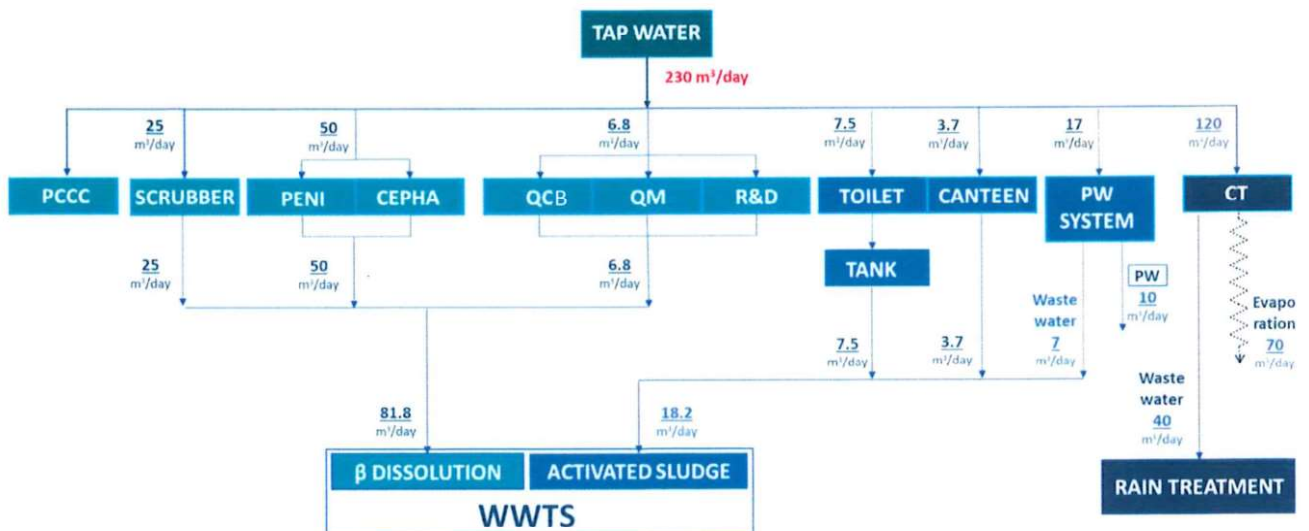 TAP WATER
230 m³/day
25
m³/day
50
m³/day
6.8
m³/day
7.5
m³/day
3.7
m³/day
17
m³/day
120
m³/day
PCCC
SCRUBBER
PENI
CEPHA
QCB
QM
R&D
TOILET
CANTEEN
PW
SYSTEM
CT
25
m³/day
50
m³/day
6.8
m³/day
TANK
PW
10
m³/day
Waste
water
7
m³/day
Evapo
ration
70
m³/day
7.5
m³/day
3.7
m³/day
Waste
water
40
m³/day
81.8
m³/day
18.2
m³/day
β DISSOLUTION
ACTIVATED SLUDGE
RAIN TREATMENT
WWTS